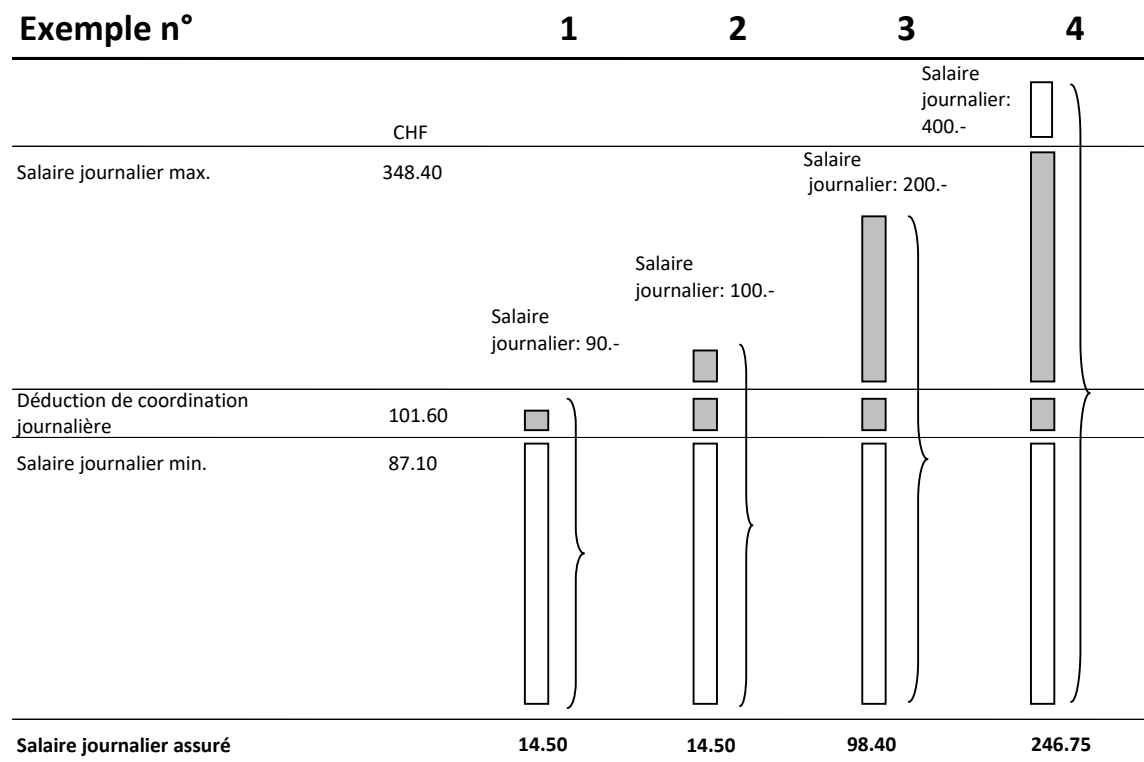 Exemple n° 1 2 3 4
Salaire
journalier:
400.-
CHF
Salaire journalier max. 348.40
Salaire
journalier: 200.-
Salaire
journalier: 100.-
Salaire
journalier: 90.-
Déduction de coordination
journalière 101.60
Salaire journalier min. 87.10
Salaire journalier assuré 14.50 14.50 98.40 246.75